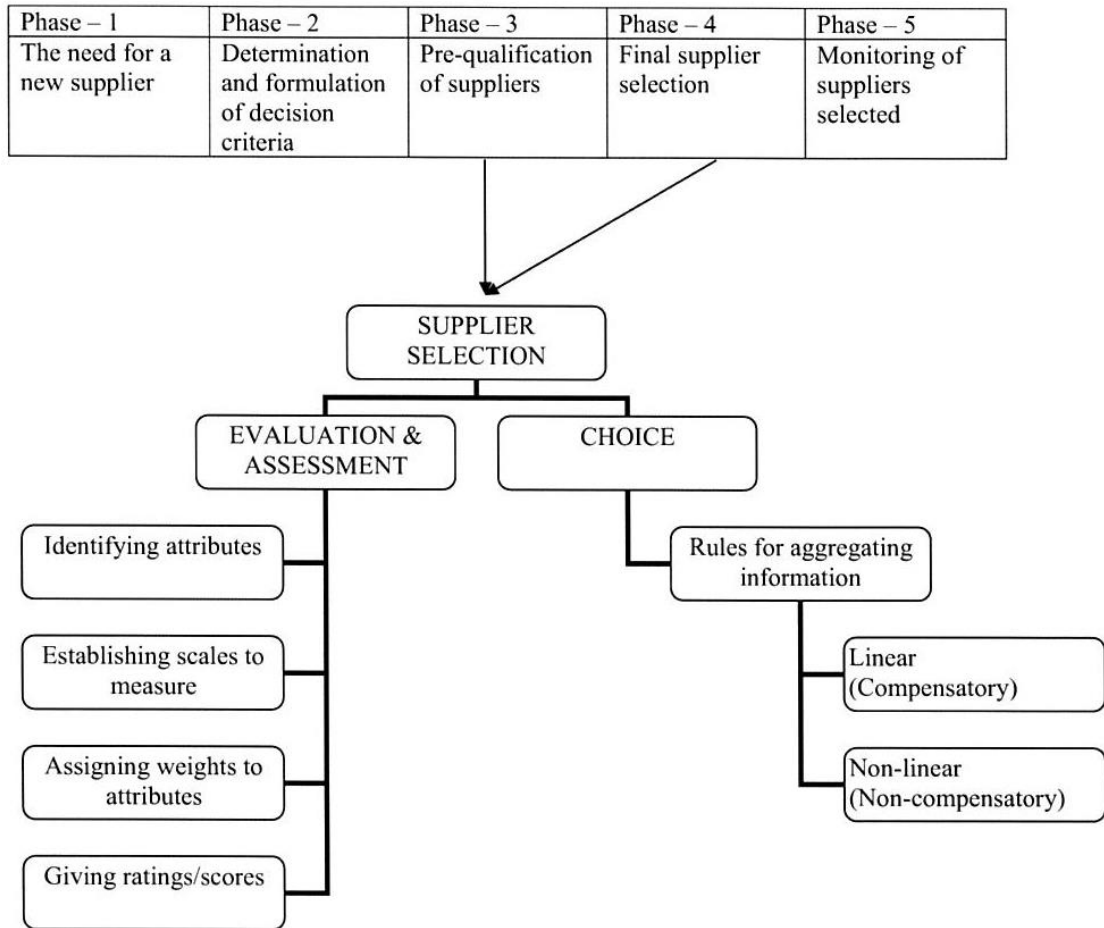 Phase – 1
Phase – 2
Phase – 3
Phase – 4
Phase – 5
The need for a
new supplier
Determination
and formulation
of decision
criteria
Pre-qualification
of suppliers
Final supplier
selection
Monitoring of
suppliers
selected
SUPPLIER
SELECTION
EVALUATION &
ASSESSMENT
CHOICE
Identifying attributes
Establishing scales to
measure
Assigning weights to
attributes
Giving ratings/scores
Rules for aggregating
information
Linear
(Compensatory)
Non-linear
(Non-compensatory)